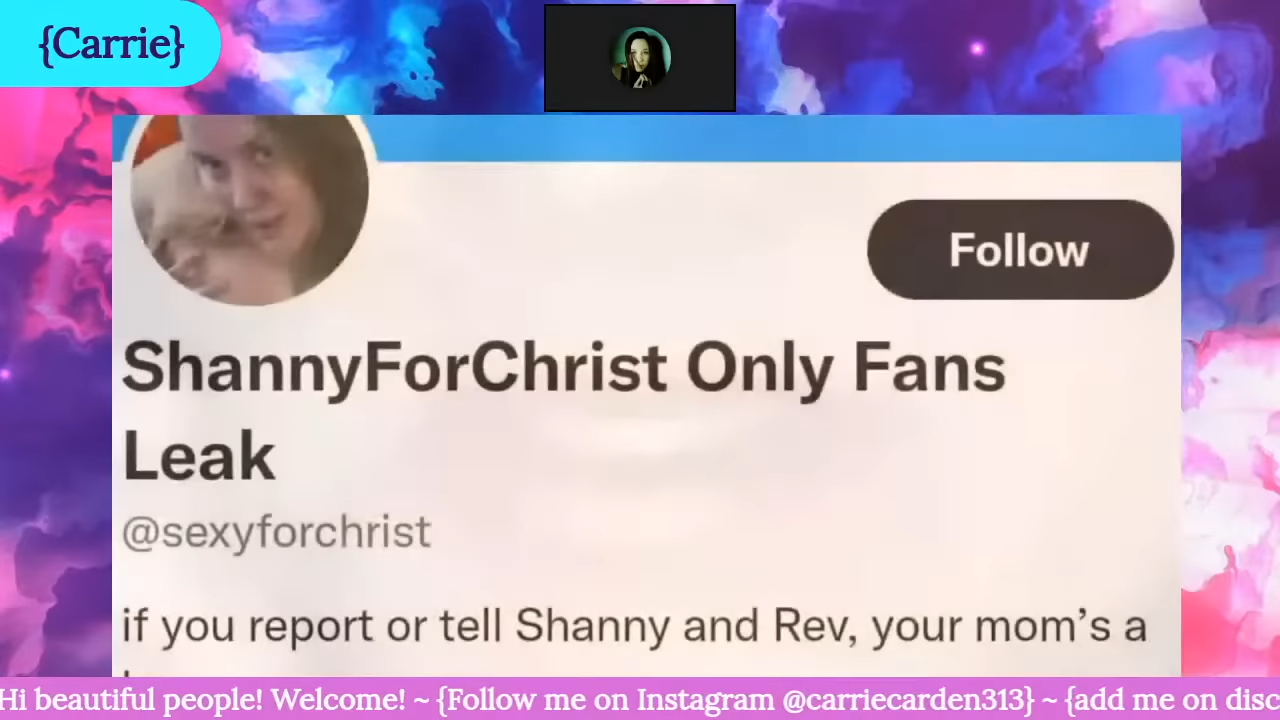 {Carrie}
Follow
ShannyForChrist Only Fans
Leak
@sexyforchrist
if you report or tell Shanny and Rev, your mom’s a
Hi beautiful people! Welcome! ~ {Follow me on Instagram @carriecarden313} ~ {add me on disc